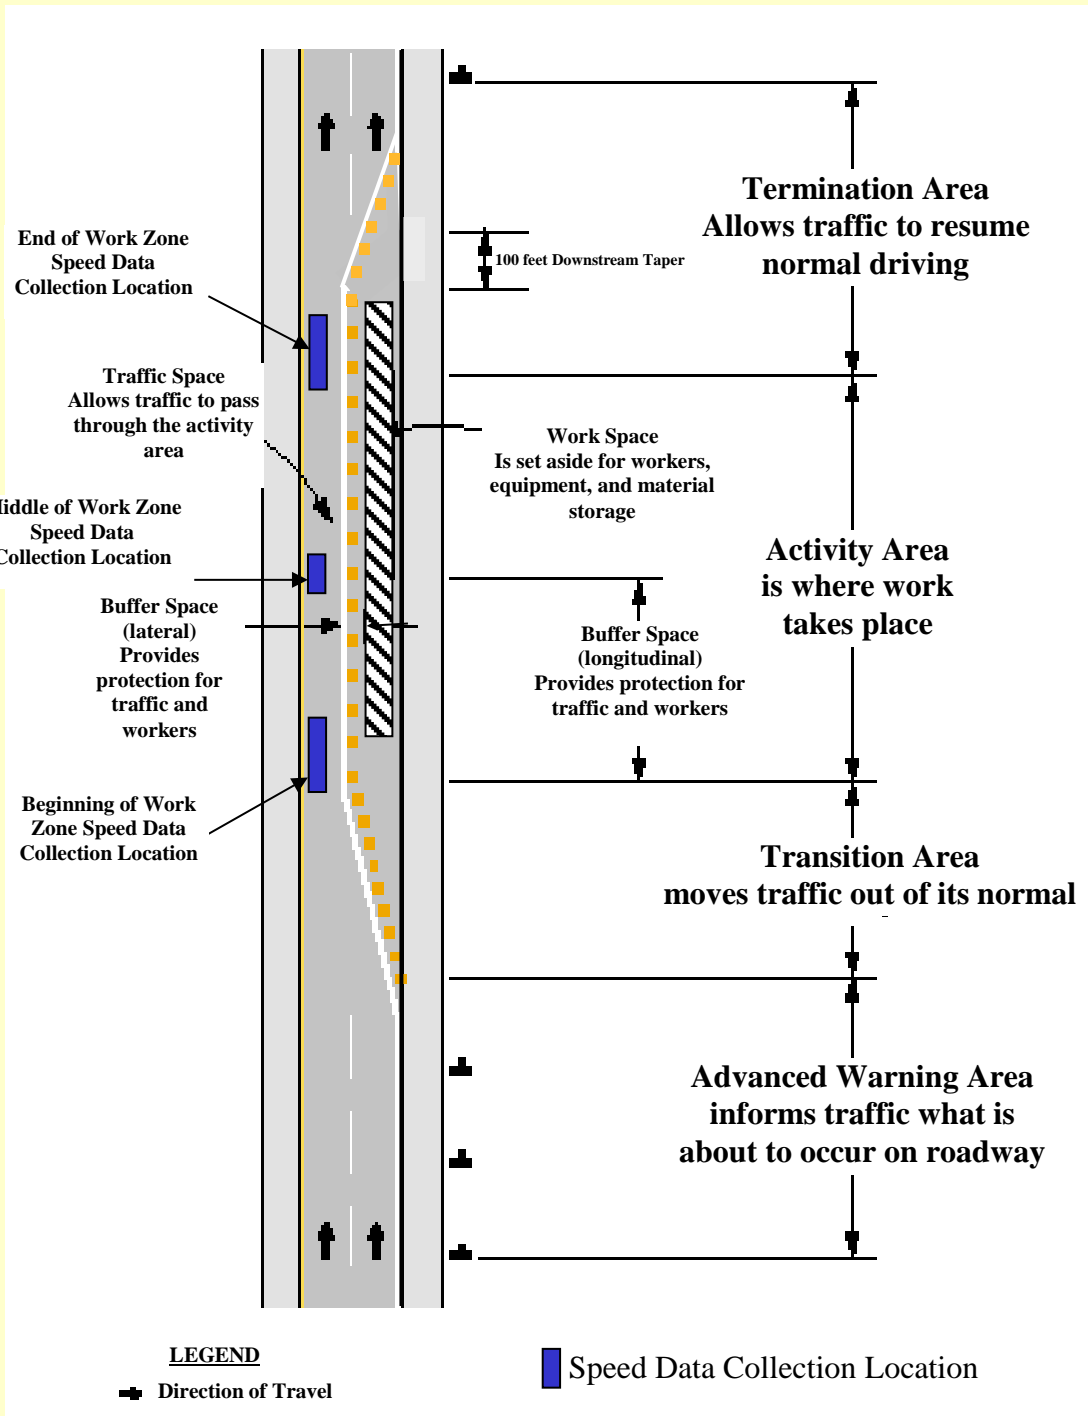 Termination Area
Allows traffic to resume
normal driving
End of Work Zone
Speed Data
Collection Location
100 feet Downstream Taper
Traffic Space
Allows traffic to pass
through the activity
area
Work Space
Is set aside for workers,
equipment, and material
storage
iddle of Work Zone
Speed Data
Collection Location
Activity Area
is where work
takes place
Buffer Space
(lateral)
Provides
protection for
traffic and
workers
Buffer Space
(longitudinal)
Provides protection for
traffic and workers
Beginning of Work
Zone Speed Data
Collection Location
Transition Area
moves traffic out of its normal
Advanced Warning Area
informs traffic what is
about to occur on roadway
LEGEND
Direction of Travel
Speed Data Collection Location